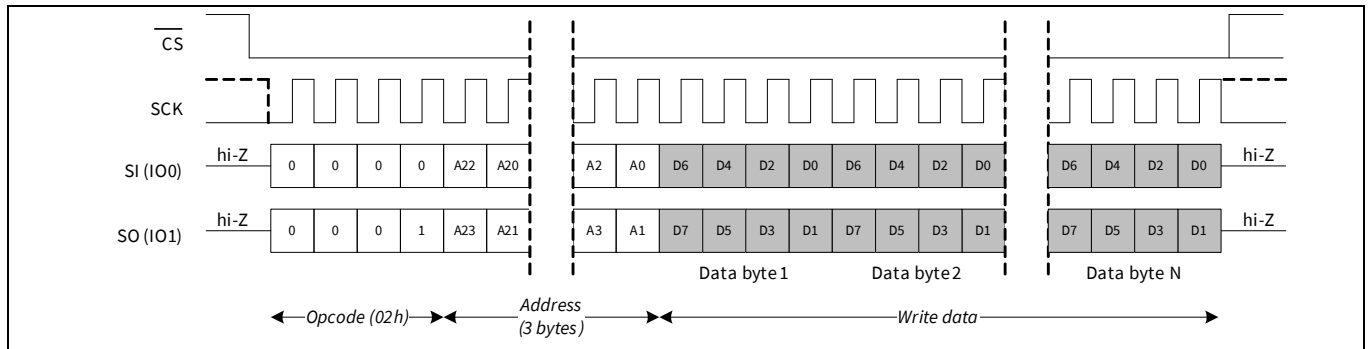 CS
SCK
hi-Z 0 0 0 0 A22 A20 A2 A0 D6 D4 D2 D0 D6 D4 D2 D0 D6 D4 D2 D0 hi-Z
SI (IO0)
hi-Z 0 0 0 1 A23 A21 A3 A1 D7 D5 D3 D1 D7 D5 D3 D1 D7 D5 D3 D1 hi-Z
SO (IO1)
Data byte 1 Data byte 2 Data byte N
Opcode (02h) Address Write data
(3 bytes)